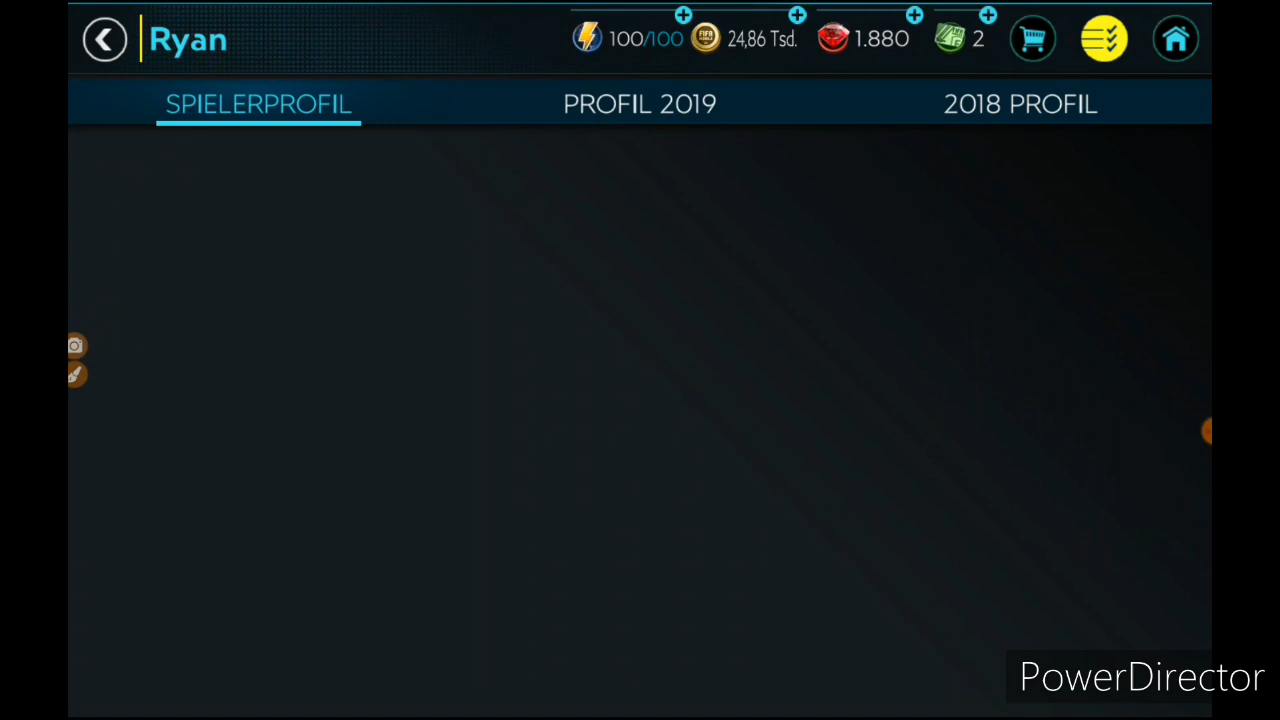 Ryan
100/100
24,86 Tsd.
1.880
2
SPIELERPROFIL
PROFIL 2019
2018 PROFIL
PowerDirector